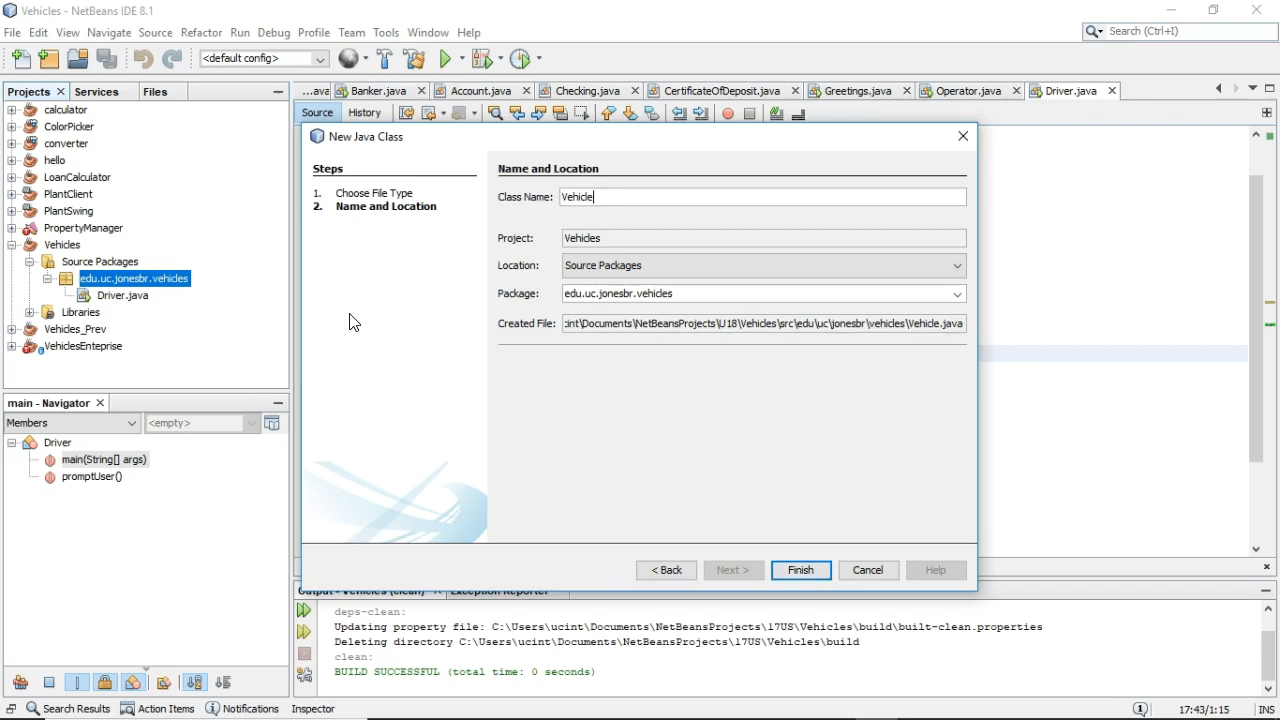 Vehicles - NetBeans IDE 8.1
File Edit View Navigate Source Refactor Run Debug Profile Team Tools Window Help
Search (Ctrl+I)
<default config>
Projects Services Files
...ava Banker.java Account.java Checking.java CertificateOfDeposit.java Greetings.java Operator.java Driver.java
Source History
calculator
ColorPicker
converter
hello
LoanCalculator
PlantClient
PlantSwing
PropertyManager
Vehicles
Source Packages
edu.uc.jonesbr.vehicles
Driver.java
Libraries
Vehicles_Prev
VehiclesEnteprise
New Java Class
Steps
1. Choose File Type
2. Name and Location
Name and Location
Class Name: Vehicle
Project: Vehicles
Location: Source Packages
Package: edu.uc.jonesbr.vehicles
Created File: :int\Documents\NetBeansProjects\U18\Vehicles\src\edu\uc\jonesbr\vehicles\Vehicle.java
< Back Next > Finish Cancel Help
main - Navigator
Members <empty>
Driver
main(String[] args)
promptUser()
Output - Vehicles (clean) Exception Reporter
deps-clean:
Updating property file: C:\Users\ucint\Documents\NetBeansProjects\17US\Vehicles\build\built-clean.properties
Deleting directory C:\Users\ucint\Documents\NetBeansProjects\17US\Vehicles\build
clean:
BUILD SUCCESSFUL (total time: 0 seconds)
Search Results Action Items Notifications Inspector
17:43/1:15 INS